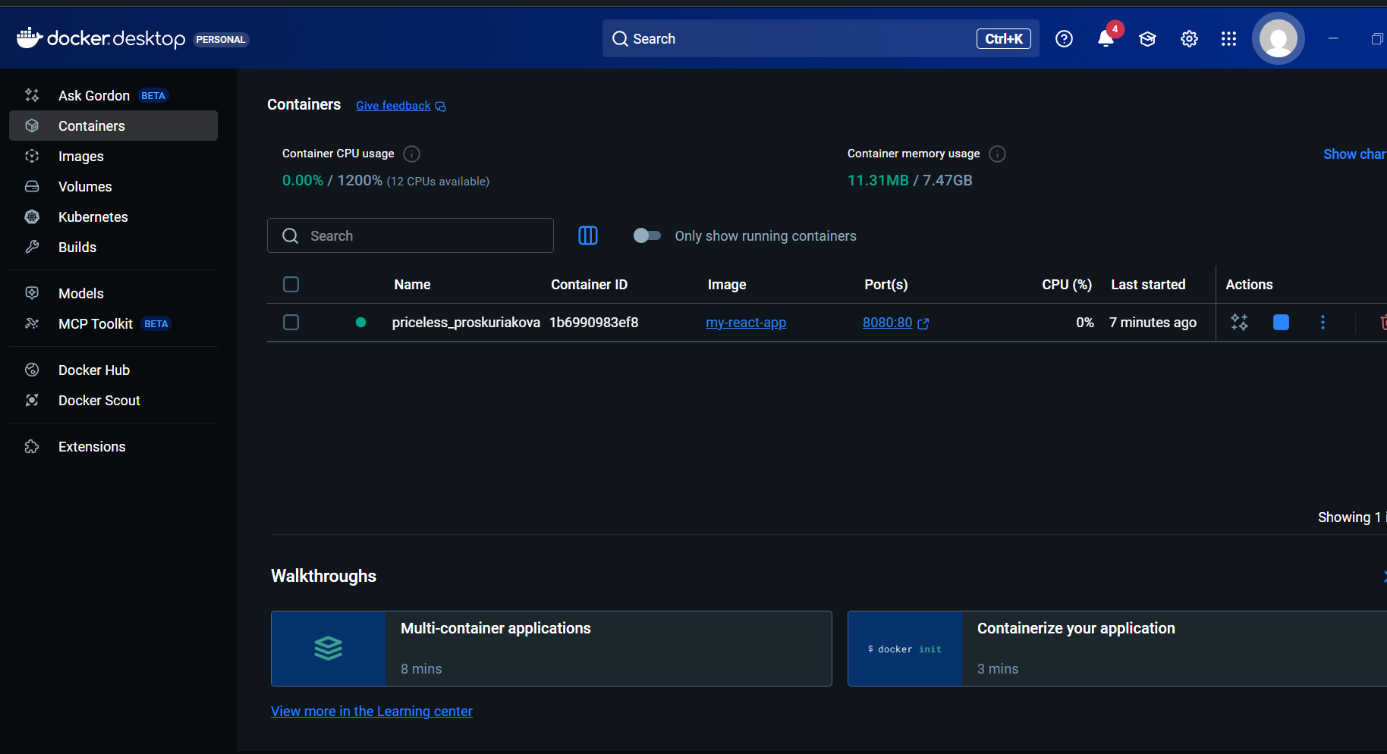 docker.desktop PERSONAL
Search Ctrl+K
4
Ask Gordon BETA
Containers
Images
Volumes
Kubernetes
Builds
Models
MCP Toolkit BETA
Docker Hub
Docker Scout
Extensions
Containers Give feedback
Container CPU usage
0.00% / 1200% (12 CPUs available)
Container memory usage
11.31MB / 7.47GB
Show char
Search
Only show running containers
Name Container ID Image Port(s) CPU (%) Last started Actions
priceless_proskuriakova 1b6990983ef8 my-react-app 8080:80 0% 7 minutes ago
Showing 1 i
Walkthroughs
Multi-container applications
8 mins
$ docker init
Containerize your application
3 mins
View more in the Learning center